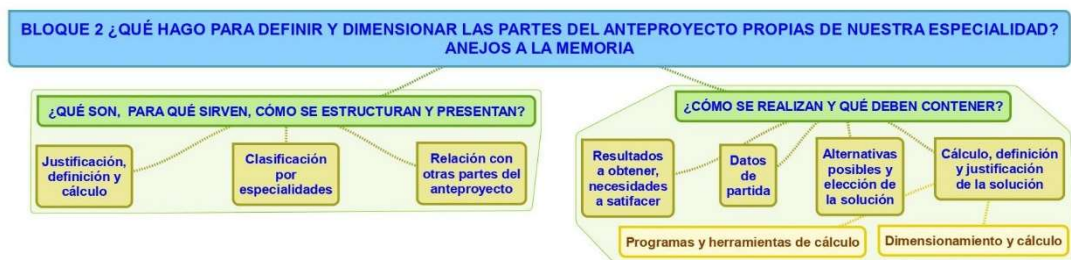 BLOQUE 2 ¿QUÉ HAGO PARA DEFINIR Y DIMENSIONAR LAS PARTES DEL ANTEPROYECTO PROPIAS DE NUESTRA ESPECIALIDAD?
ANEJOS A LA MEMORIA
¿QUÉ SON, PARA QUÉ SIRVEN, CÓMO SE ESTRUCTURAN Y PRESENTAN?
Justificación,
definición y
cálculo
Clasificación
por
especialidades
Relación con
otras partes del
anteproyecto
¿CÓMO SE REALIZAN Y QUÉ DEBEN CONTENER?
Resultados
a obtener,
necesidades
a satifacer
Datos
de
partida
Alternativas
posibles y
elección de
la solución
Cálculo, definición
y justificación
de la solución
Programas y herramientas de cálculo
Dimensionamiento y cálculo